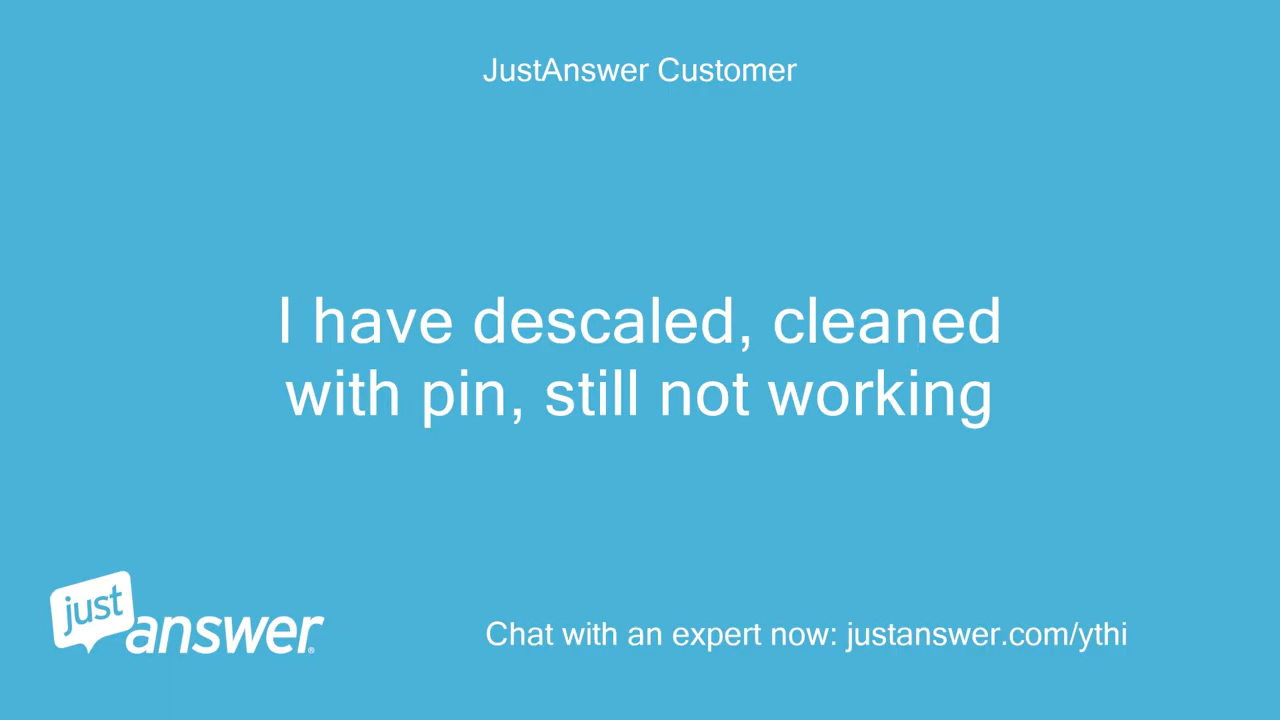 JustAnswer Customer
I have descaled, cleaned
with pin, still not working
just
answer®
Chat with an expert now: justanswer.com/ythi